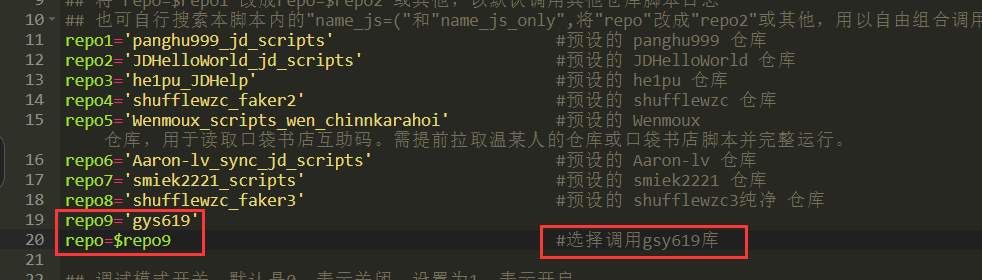 ## 将"repo=$repo1"改成repo=$repo2"或其他，以默认调用其他仓库脚本日志
10 ## 也可自行搜索本脚本内的"name_js=("和"name_js_only",将"repo"改成"repo2"或其他，用以自由组合调用
11 repo1='panghu999_jd_scripts' #预设的 panghu999 仓库
12 repo2='JDHelloWorld_jd_scripts' #预设的 JDHelloWorld 仓库
13 repo3='he1pu_JDHelp' #预设的 he1pu 仓库
14 repo4='shufflewzc_faker2' #预设的 shufflewzc 仓库
15 repo5='Wenmoux_scripts_wen_chinnkarahoi' #预设的 Wenmoux
仓库，用于读取口袋书店互助码。需提前拉取温某人的仓库或口袋书店脚本并完整运行。
16 repo6='Aaron-lv_sync_jd_scripts' #预设的 Aaron-lv 仓库
17 repo7='smiek2221_scripts' #预设的 smiek2221 仓库
18 repo8='shufflewzc_faker3' #预设的 shufflewzc3纯净 仓库
19 repo9='gys619'
20 repo=$repo9 #选择调用gsy619库
22 ## 调试模式开关，默认是0，表示关闭，设置为1，表示开启